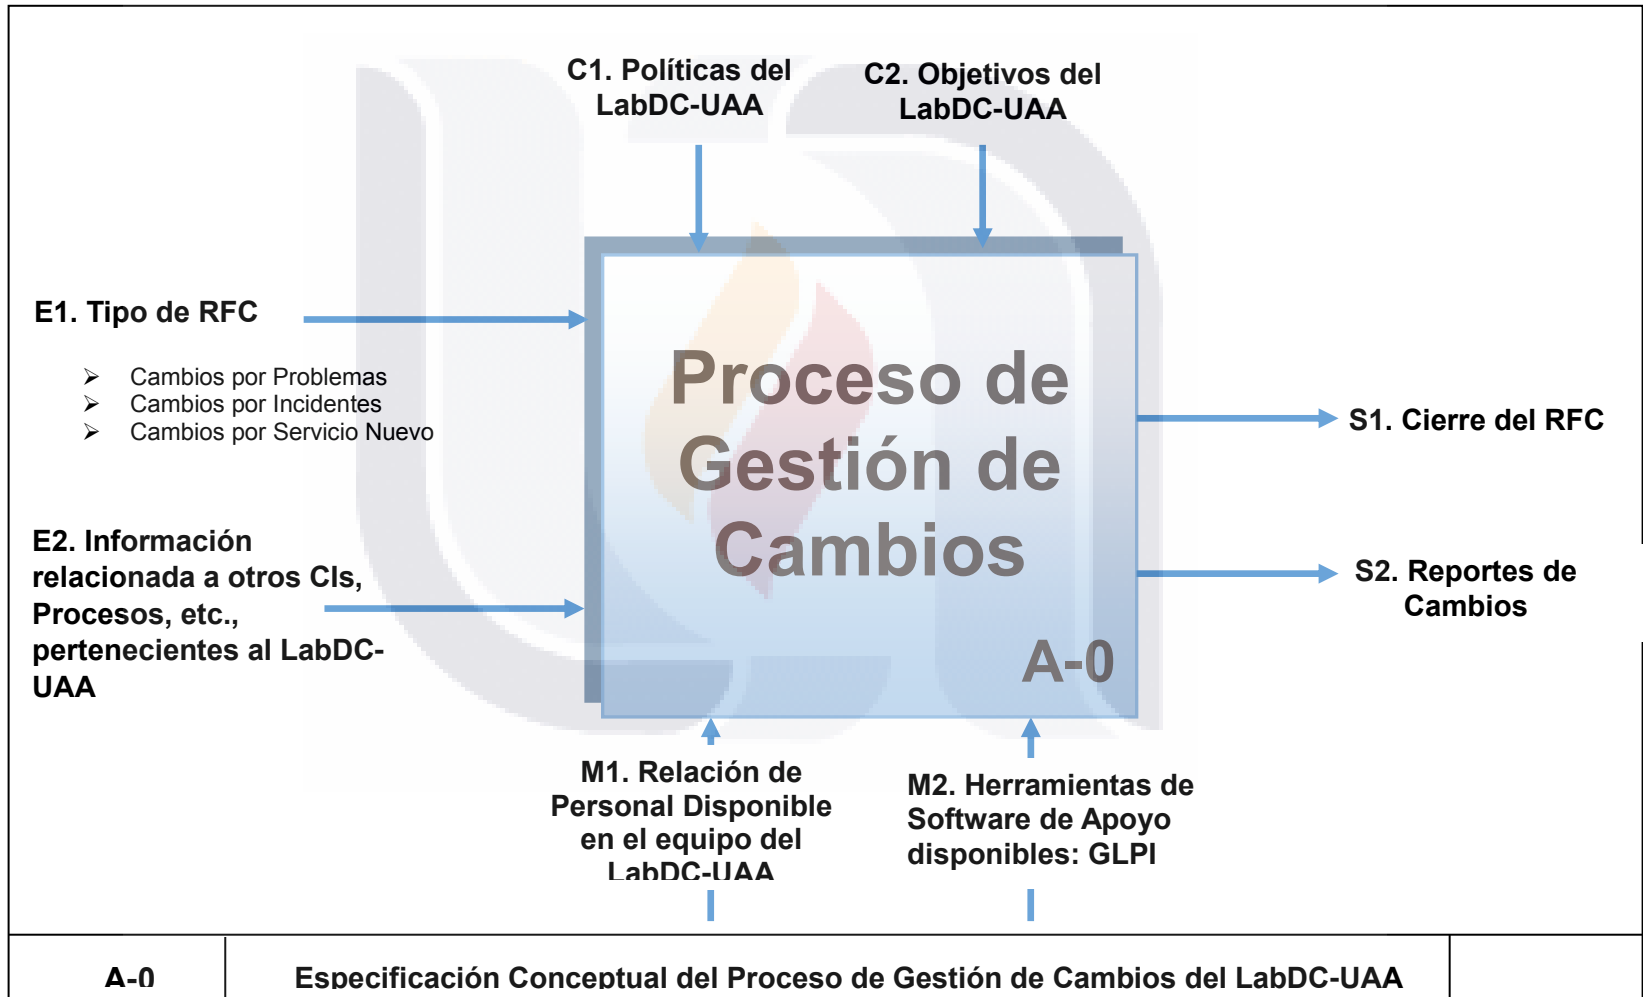 C1. Políticas del
LabDC-UAA
C2. Objetivos del
LabDC-UAA
E1. Tipo de RFC
➢ Cambios por Problemas
➢ Cambios por Incidentes
➢ Cambios por Servicio Nuevo
E2. Información
relacionada a otros CIs,
Procesos, etc.,
pertenecientes al LabDC-
UAA
Proceso de
Gestión de
Cambios
A-0
S1. Cierre del RFC
S2. Reportes de
Cambios
M1. Relación de
Personal Disponible
en el equipo del
LabDC-UAA
M2. Herramientas de
Software de Apoyo
disponibles: GLPI
A-0
Especificación Conceptual del Proceso de Gestión de Cambios del LabDC-UAA